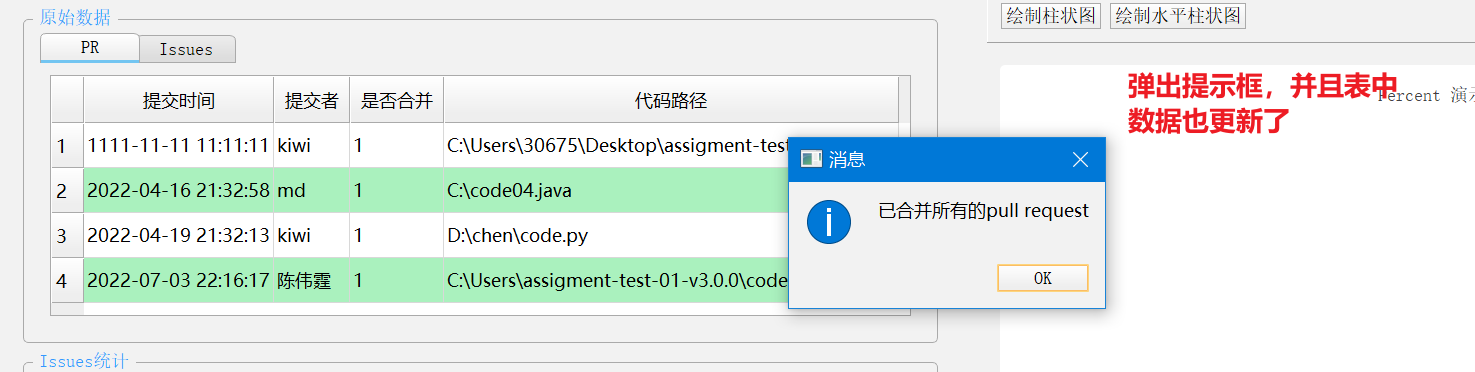 原始数据
PR
Issues
提交时间 提交者 是否合并 代码路径
1 1111-11-11 11:11:11 kiwi 1 C:\Users\30675\Desktop\assigment-test
2 2022-04-16 21:32:58 md 1 C:\code04.java
3 2022-04-19 21:32:13 kiwi 1 D:\chen\code.py
4 2022-07-03 22:16:17 陈伟霆 1 C:\Users\assigment-test-01-v3.0.0\code
Issues统计
消息
已合并所有的pull request
OK
绘制柱状图
绘制水平柱状图
弹出提示框，并且表中
数据也更新了
Percent 演示